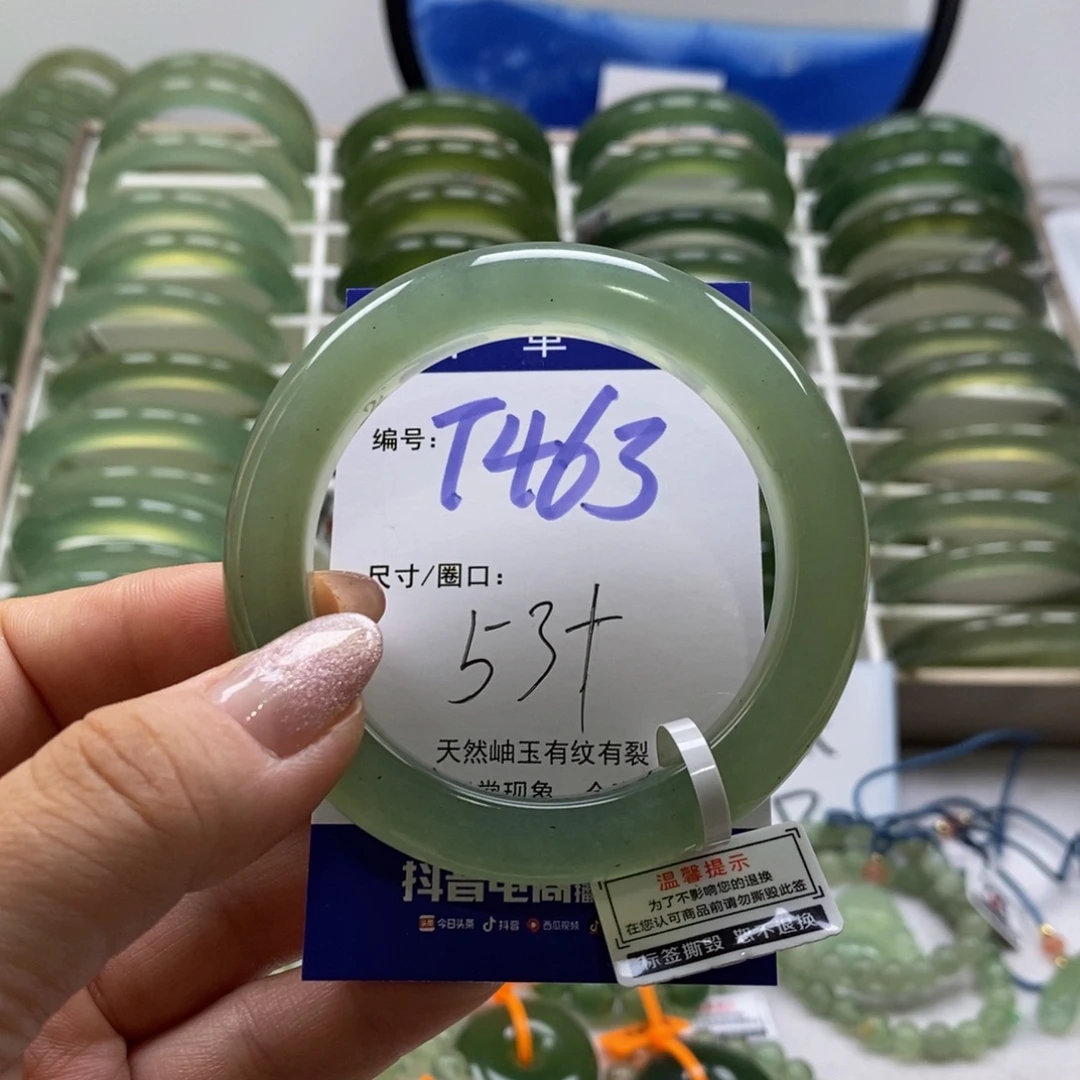 单
编号：T463
尺寸/圈口：
53+
天然岫玉有纹有裂
抖音电商
今日头条 抖音 西瓜视频
温馨提示
为了不影响您的退换
在您认可商品前请勿撕毁此签
标签撕毁 恕不退换